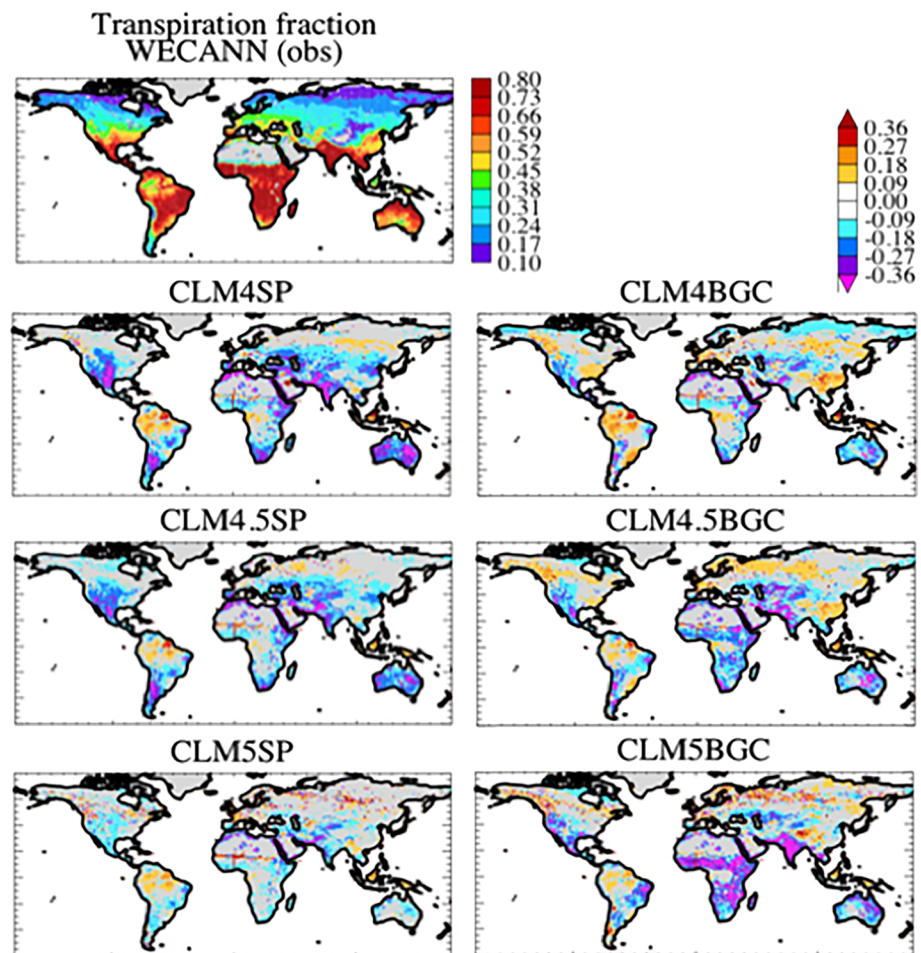 Transpiration fraction
WECANN (obs)
0.80
0.73
0.66
0.59
0.52
0.45
0.38
0.31
0.24
0.17
0.10
0.36
0.27
0.18
0.09
0.00
-0.09
-0.18
-0.27
-0.36
CLM4SP
CLM4BGC
CLM4.5SP
CLM4.5BGC
CLM5SP
CLM5BGC